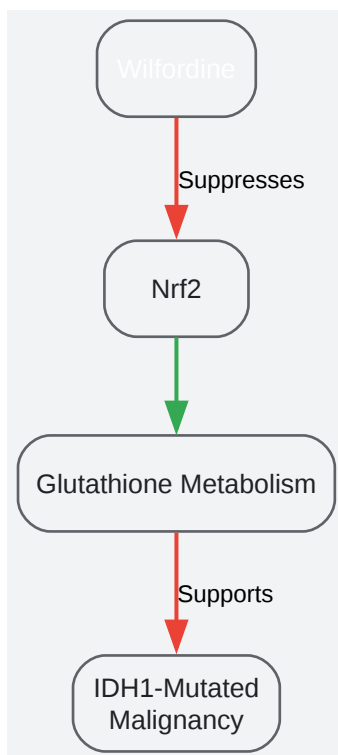 Wilfordine
Suppresses
Nrf2
Glutathione Metabolism
Supports
IDH1-Mutated
Malignancy